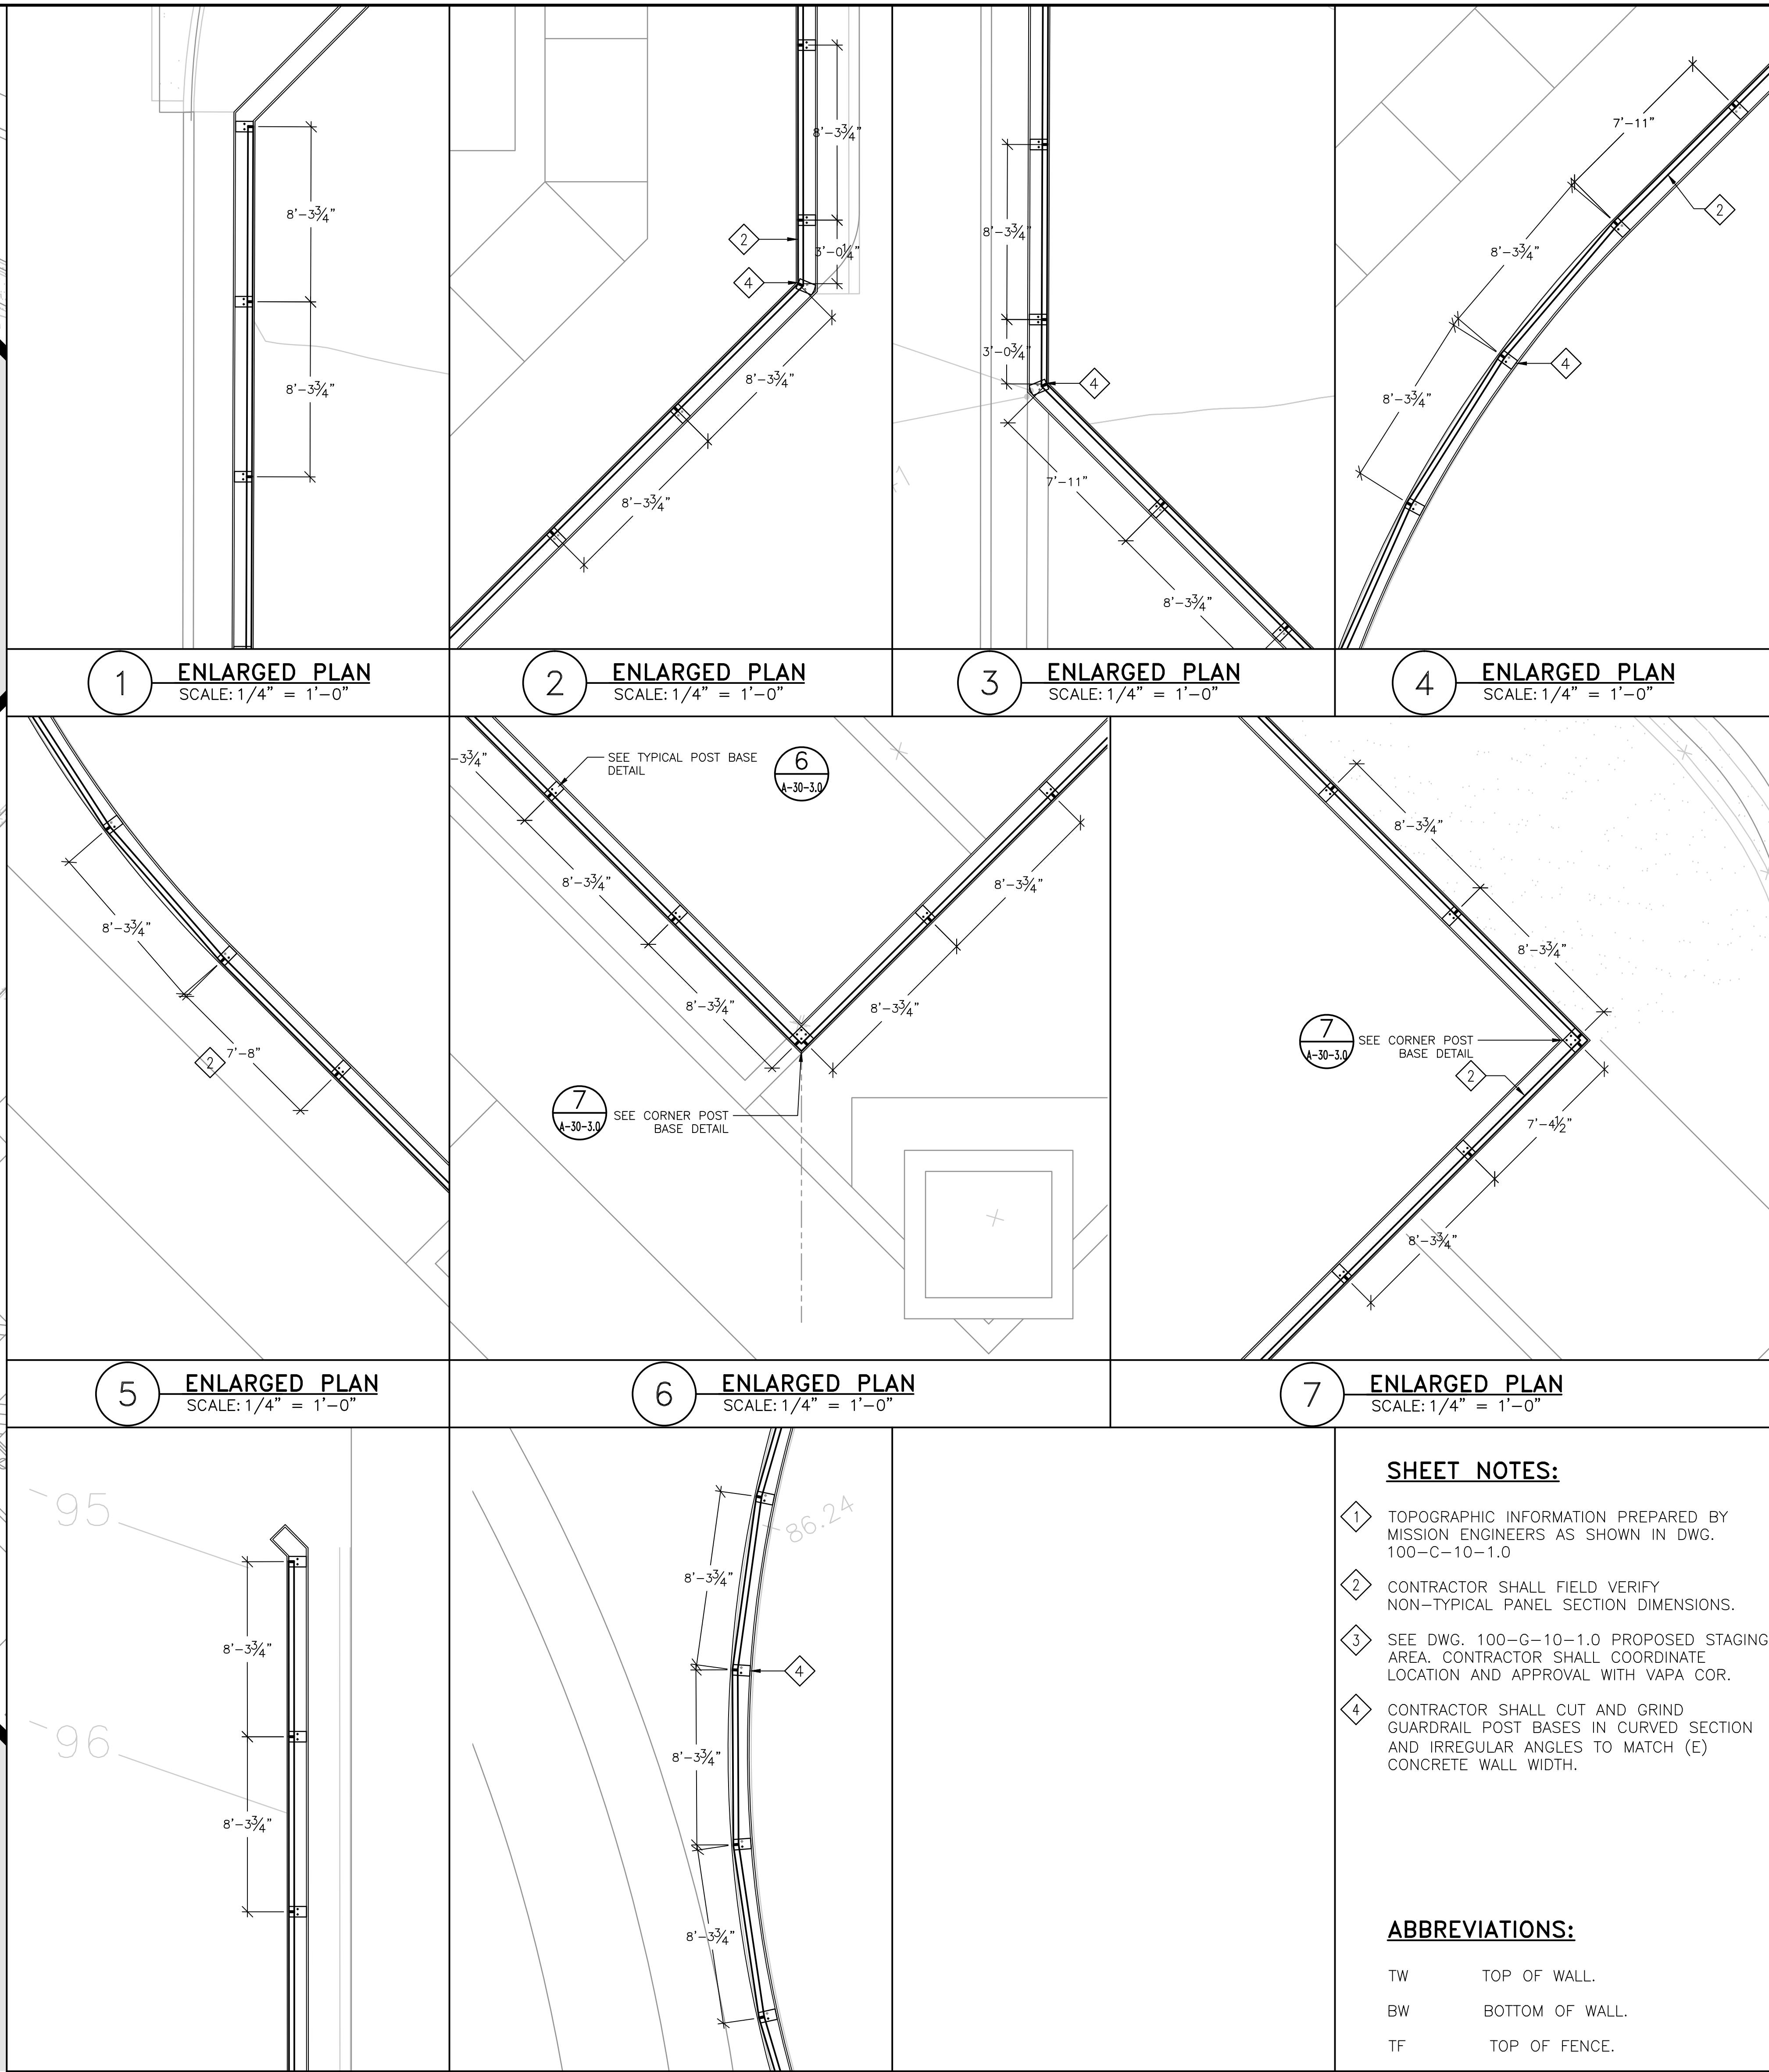 8'-3¾"
8'-3¾"
1
ENLARGED PLAN
SCALE: 1/4" = 1'-0"
8'-3¾"
2
3'-0¼"
4
8'-3¾"
8'-3¾"
2
ENLARGED PLAN
SCALE: 1/4" = 1'-0"
8'-3¾"
3'-0¾"
4
7'-11"
8'-3¾"
3
ENLARGED PLAN
SCALE: 1/4" = 1'-0"
7'-11"
2
8'-3¾"
4
8'-3¾"
4
ENLARGED PLAN
SCALE: 1/4" = 1'-0"
8'-3¾"
7'-8"
2
5
ENLARGED PLAN
SCALE: 1/4" = 1'-0"
-3¾"
SEE TYPICAL POST BASE
DETAIL
6
A-30-3.0
8'-3¾"
8'-3¾"
8'-3¾"
8'-3¾"
7
A-30-3.0
SEE CORNER POST
BASE DETAIL
6
ENLARGED PLAN
SCALE: 1/4" = 1'-0"
8'-3¾"
8'-3¾"
7
A-30-3.0
SEE CORNER POST
BASE DETAIL
2
7'-4½"
8'-3¾"
7
ENLARGED PLAN
SCALE: 1/4" = 1'-0"
95
8'-3¾"
96
8'-3¾"
86.24
8'-3¾"
4
8'-3¾"
8'-3¾"
SHEET NOTES:
1 TOPOGRAPHIC INFORMATION PREPARED BY
MISSION ENGINEERS AS SHOWN IN DWG.
100-C-10-1.0
2 CONTRACTOR SHALL FIELD VERIFY
NON-TYPICAL PANEL SECTION DIMENSIONS.
3 SEE DWG. 100-G-10-1.0 PROPOSED STAGING
AREA. CONTRACTOR SHALL COORDINATE
LOCATION AND APPROVAL WITH VAPA COR.
4 CONTRACTOR SHALL CUT AND GRIND
GUARDRAIL POST BASES IN CURVED SECTION
AND IRREGULAR ANGLES TO MATCH (E)
CONCRETE WALL WIDTH.
ABBREVIATIONS:
TW TOP OF WALL.
BW BOTTOM OF WALL.
TF TOP OF FENCE.